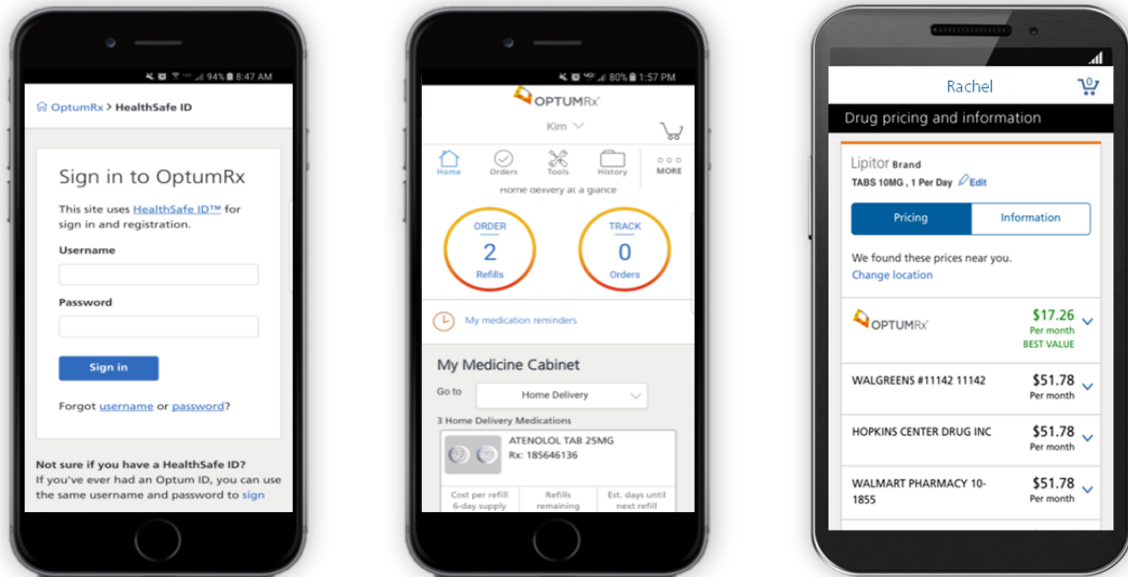 94% 8:47 AM
OptumRx > HealthSafe ID
Sign in to OptumRx
This site uses HealthSafe ID™ for
sign in and registration.
Username
Password
Sign in
Forgot username or password?
Not sure if you have a HealthSafe ID?
If you've ever had an Optum ID, you can use
the same username and password to sign
80% 1:57 PM
OPTUMRx®
Kim
Home
Orders
Tools
History
MORE
Home delivery at a glance
ORDER
2
Refills
TRACK
0
Orders
My medication reminders
My Medicine Cabinet
Go to
Home Delivery
3 Home Delivery Medications
ATENOLOL TAB 25MG
Rx: 185646136
Cost per refill
6-day supply
Refills
remaining
Est. days until
next refill
Rachel
0
Drug pricing and information
Lipitor Brand
TABS 10MG , 1 Per Day Edit
Pricing
Information
We found these prices near you.
Change location
OPTUMRx®
$17.26
Per month
BEST VALUE
WALGREENS #11142 11142
$51.78
Per month
HOPKINS CENTER DRUG INC
$51.78
Per month
WALMART PHARMACY 10-
1855
$51.78
Per month